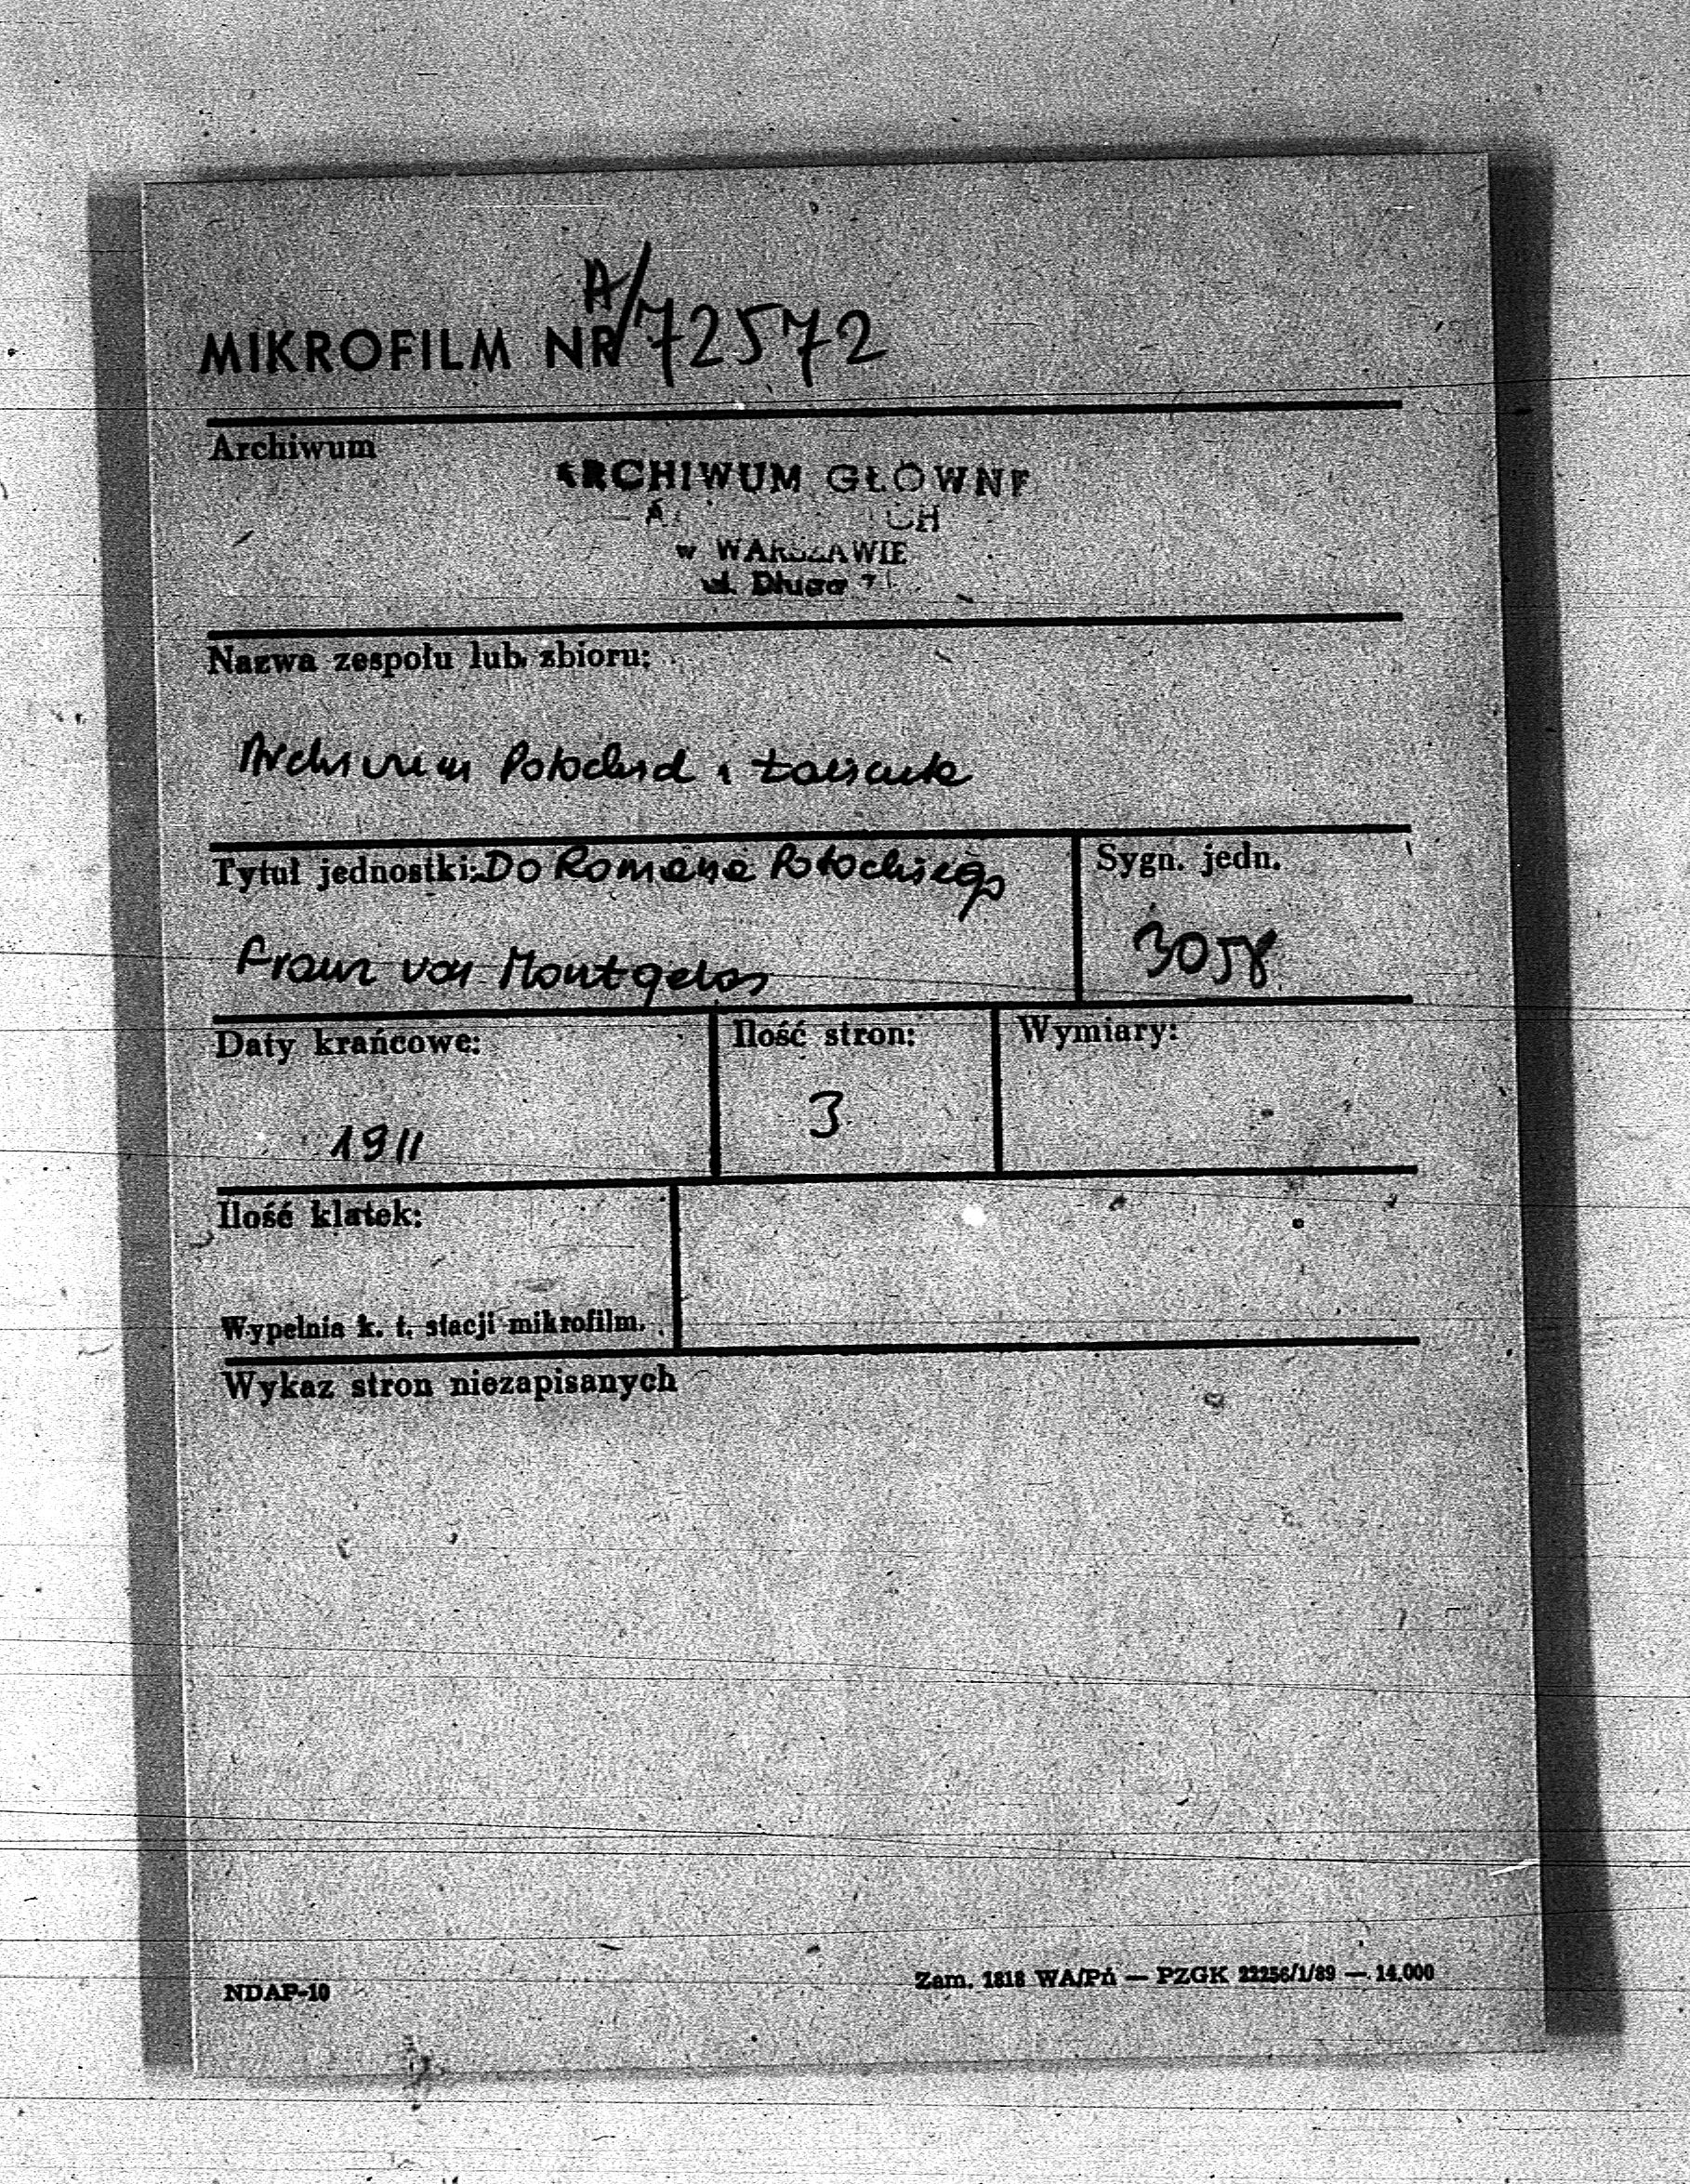 MIKROFILM NR A/72572
Archiwum
ARCHIWUM GŁÓWNE
w WARSZAWIE
ul. Długa 7
Nazwa zespołu lub zbioru:
Archiwum Potockich z Łańcuta
Tytuł jednostki: Do Romana Potockiego
Franz von Montgelas
Sygn. jedn.
3058
Daty krańcowe:
1911
Ilość stron:
3
Wymiary:
Ilość klatek:
Wypełnia k. t. stacji mikrofilm.
Wykaz stron niezapisanych
NDAP-10
Zam. 1818 WA/Pń — PZGK 22256/1/89 — 14.000